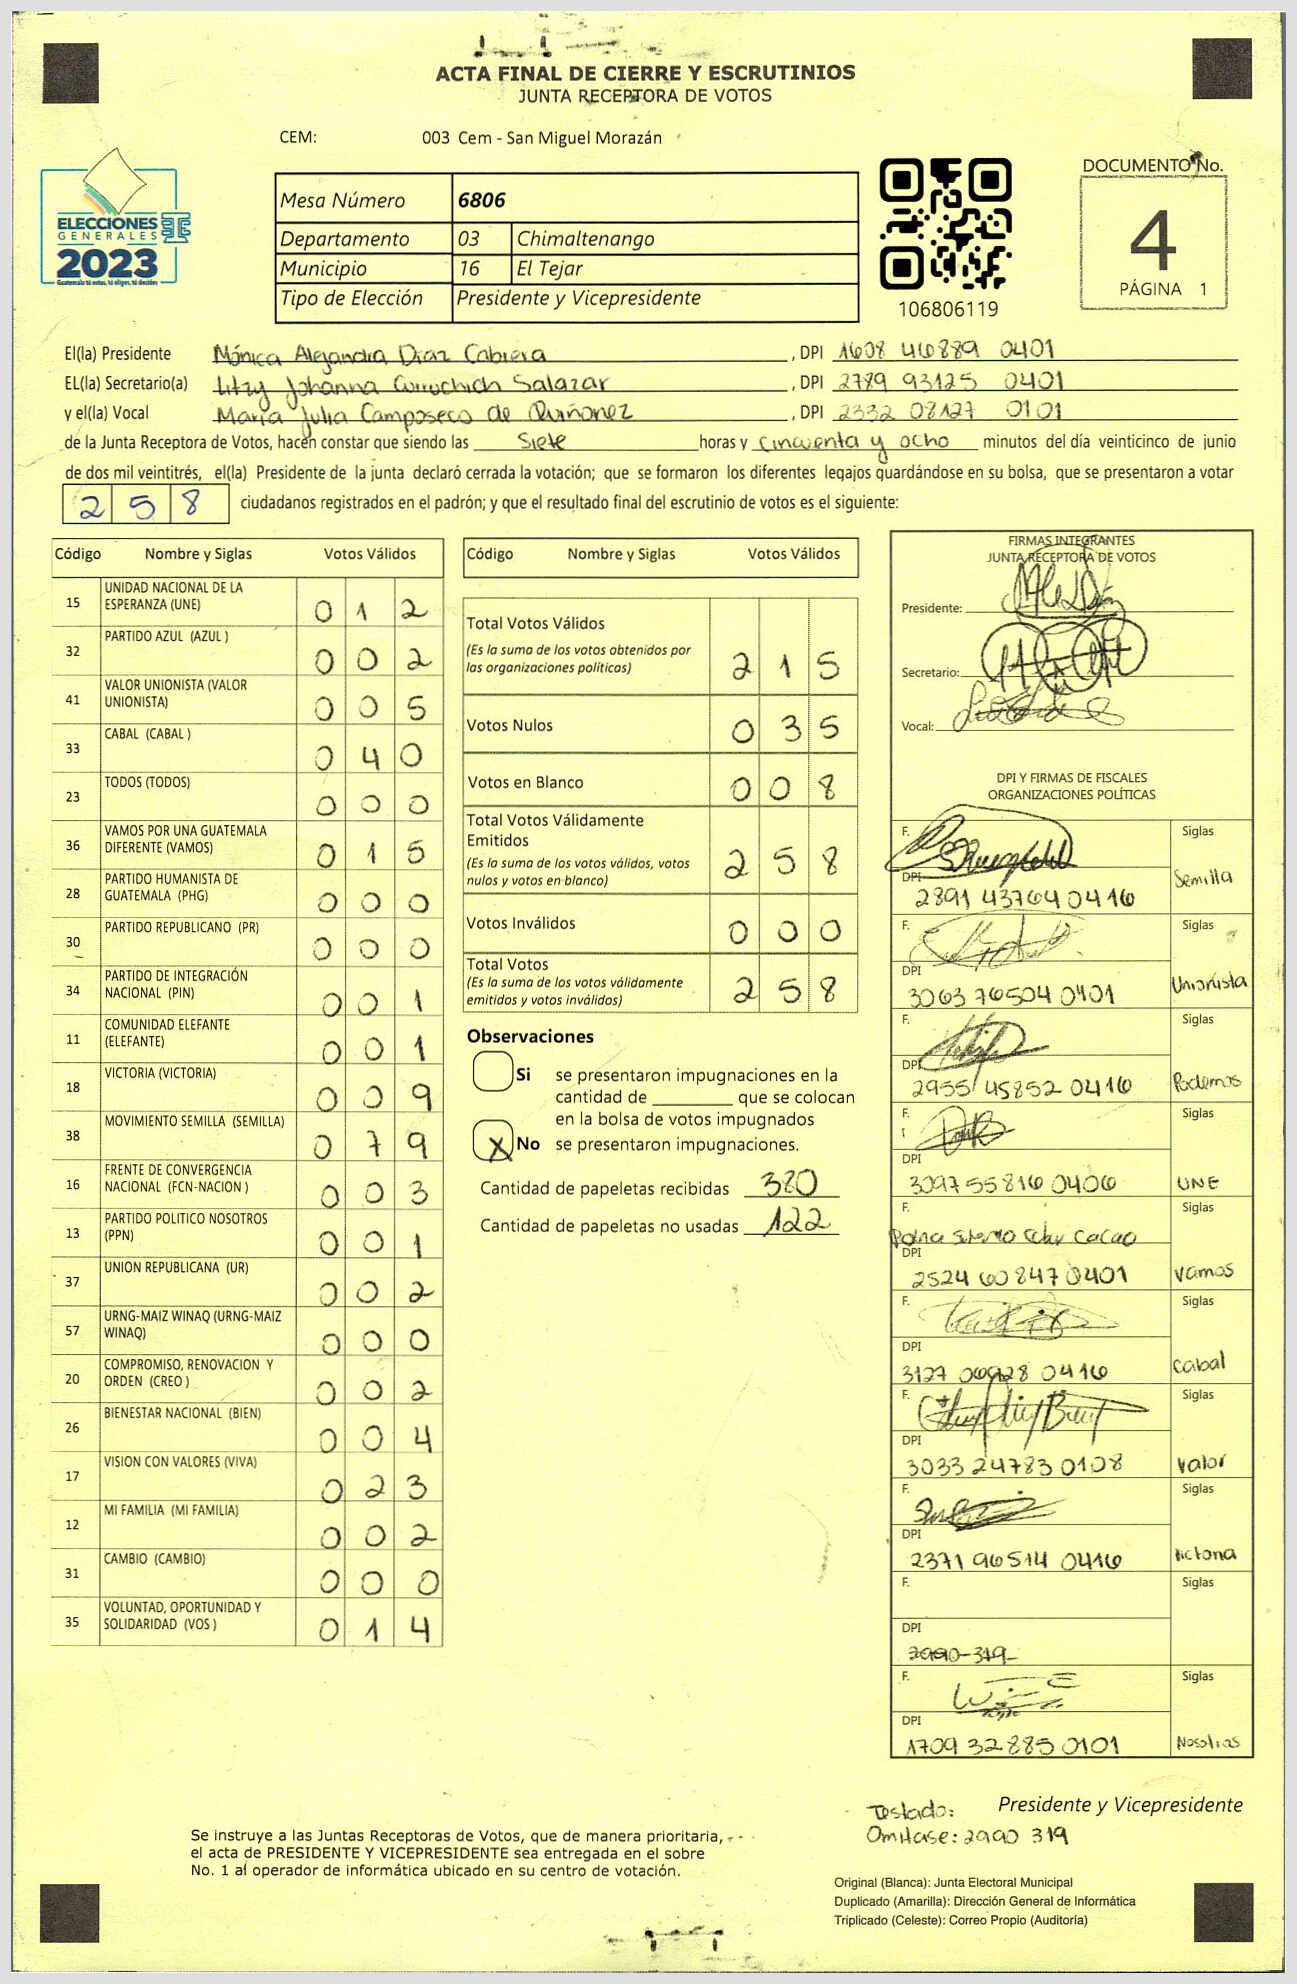 ACTA FINAL DE CIERRE Y ESCRUTINIOS
JUNTA RECEPTORA DE VOTOS
CEM: 003 Cem - San Miguel Morazán
DOCUMENTO No.
4
PÁGINA 1
ELECCIONES
GENERALES
2023
Guatemala tú votas, tú eliges, tú decides
Mesa Número 6806
Departamento 03 Chimaltenango
Municipio 16 El Tejar
Tipo de Elección Presidente y Vicepresidente
106806119
El(la) Presidente Mónica Alejandra Diaz Cabrera, DPI 1608 46889 0401
EL(la) Secretario(a) Litzy Johanna Curuchich Salazar, DPI 2789 93125 0401
y el(la) Vocal María Julia Camposeco de Quiñonez, DPI 2332 08127 0101
de la Junta Receptora de Votos, hacen constar que siendo las Siete horas y cincuenta y ocho minutos del día veinticinco de junio
de dos mil veintitrés, el(la) Presidente de la junta declaró cerrada la votación; que se formaron los diferentes legajos guardándose en su bolsa, que se presentaron a votar
258 ciudadanos registrados en el padrón; y que el resultado final del escrutinio de votos es el siguiente:
Código Nombre y Siglas Votos Válidos
15 UNIDAD NACIONAL DE LA ESPERANZA (UNE) 0 1 2
32 PARTIDO AZUL (AZUL ) 0 0 2
41 VALOR UNIONISTA (VALOR UNIONISTA) 0 0 5
33 CABAL (CABAL ) 0 4 0
23 TODOS (TODOS) 0 0 0
36 VAMOS POR UNA GUATEMALA DIFERENTE (VAMOS) 0 1 5
28 PARTIDO HUMANISTA DE GUATEMALA (PHG) 0 0 0
30 PARTIDO REPUBLICANO (PR) 0 0 0
34 PARTIDO DE INTEGRACIÓN NACIONAL (PIN) 0 0 1
11 COMUNIDAD ELEFANTE (ELEFANTE) 0 0 1
18 VICTORIA (VICTORIA) 0 0 9
38 MOVIMIENTO SEMILLA (SEMILLA) 0 7 9
16 FRENTE DE CONVERGENCIA NACIONAL (FCN-NACION ) 0 0 3
13 PARTIDO POLITICO NOSOTROS (PPN) 0 0 1
37 UNION REPUBLICANA (UR) 0 0 2
57 URNG-MAIZ WINAQ (URNG-MAIZ WINAQ) 0 0 0
20 COMPROMISO, RENOVACION Y ORDEN (CREO ) 0 0 2
26 BIENESTAR NACIONAL (BIEN) 0 0 4
17 VISION CON VALORES (VIVA) 0 2 3
12 MI FAMILIA (MI FAMILIA) 0 0 2
31 CAMBIO (CAMBIO) 0 0 0
35 VOLUNTAD, OPORTUNIDAD Y SOLIDARIDAD (VOS ) 0 1 4
Código Nombre y Siglas Votos Válidos
Total Votos Válidos 2 1 5
(Es la suma de los votos obtenidos por
las organizaciones políticas)
Votos Nulos 0 3 5
Votos en Blanco 0 0 8
Total Votos Válidamente
Emitidos 2 5 8
(Es la suma de los votos válidos, votos
nulos y votos en blanco)
Votos Inválidos 0 0 0
Total Votos 2 5 8
(Es la suma de los votos válidamente
emitidos y votos inválidos)
Observaciones
Si se presentaron impugnaciones en la
cantidad de ________ que se colocan
en la bolsa de votos impugnados
X No se presentaron impugnaciones.
Cantidad de papeletas recibidas 380
Cantidad de papeletas no usadas 122
FIRMAS INTEGRANTES
JUNTA RECEPTORA DE VOTOS
Presidente:
Secretario:
Vocal:
DPI Y FIRMAS DE FISCALES
ORGANIZACIONES POLÍTICAS
F. Siglas
DPI Semilla
2891 43764 0416
F. Siglas
DPI Unionista
3063 76504 0401
F. Siglas
DPI Podemos
2955 45852 0416
F. Siglas
DPI
3097 55816 0406 UNE
F. Siglas
Cacao
DPI
2524 60847 0401 Vamos
F. Siglas
DPI Cabal
3127 06928 0416
F. Siglas
DPI
3033 24783 0108 Valor
F. Siglas
DPI Victoria
2371 96514 0416
F. Siglas
DPI
2990-319-
F. Siglas
DPI
1709 32885 0101 Nosotros
Testado: Presidente y Vicepresidente
Omitase: 2990 319
Se instruye a las Juntas Receptoras de Votos, que de manera prioritaria,
el acta de PRESIDENTE Y VICEPRESIDENTE sea entregada en el sobre
No. 1 al operador de informática ubicado en su centro de votación.
Original (Blanca): Junta Electoral Municipal
Duplicado (Amarilla): Dirección General de Informática
Triplicado (Celeste): Correo Propio (Auditoría)